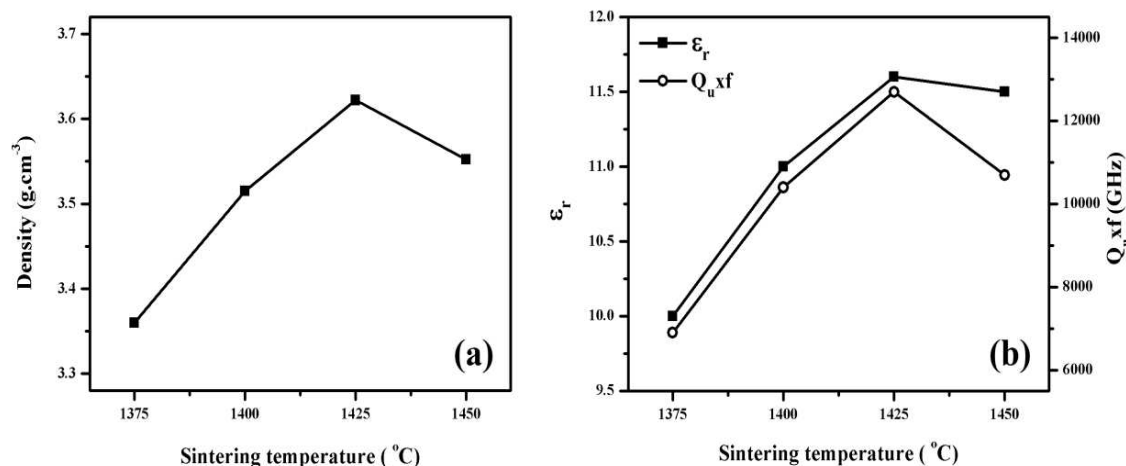 3.7
3.6
3.5
3.4
3.3
Density (g.cm⁻³)
1375
1400
1425
1450
Sintering temperature ( °C)
(a)
12.0
11.5
11.0
10.5
10.0
9.5
εᵣ
εᵣ
Qᵤxf
14000
12000
10000
8000
6000
Qᵤxf (GHz)
1375
1400
1425
1450
Sintering temperature ( °C)
(b)